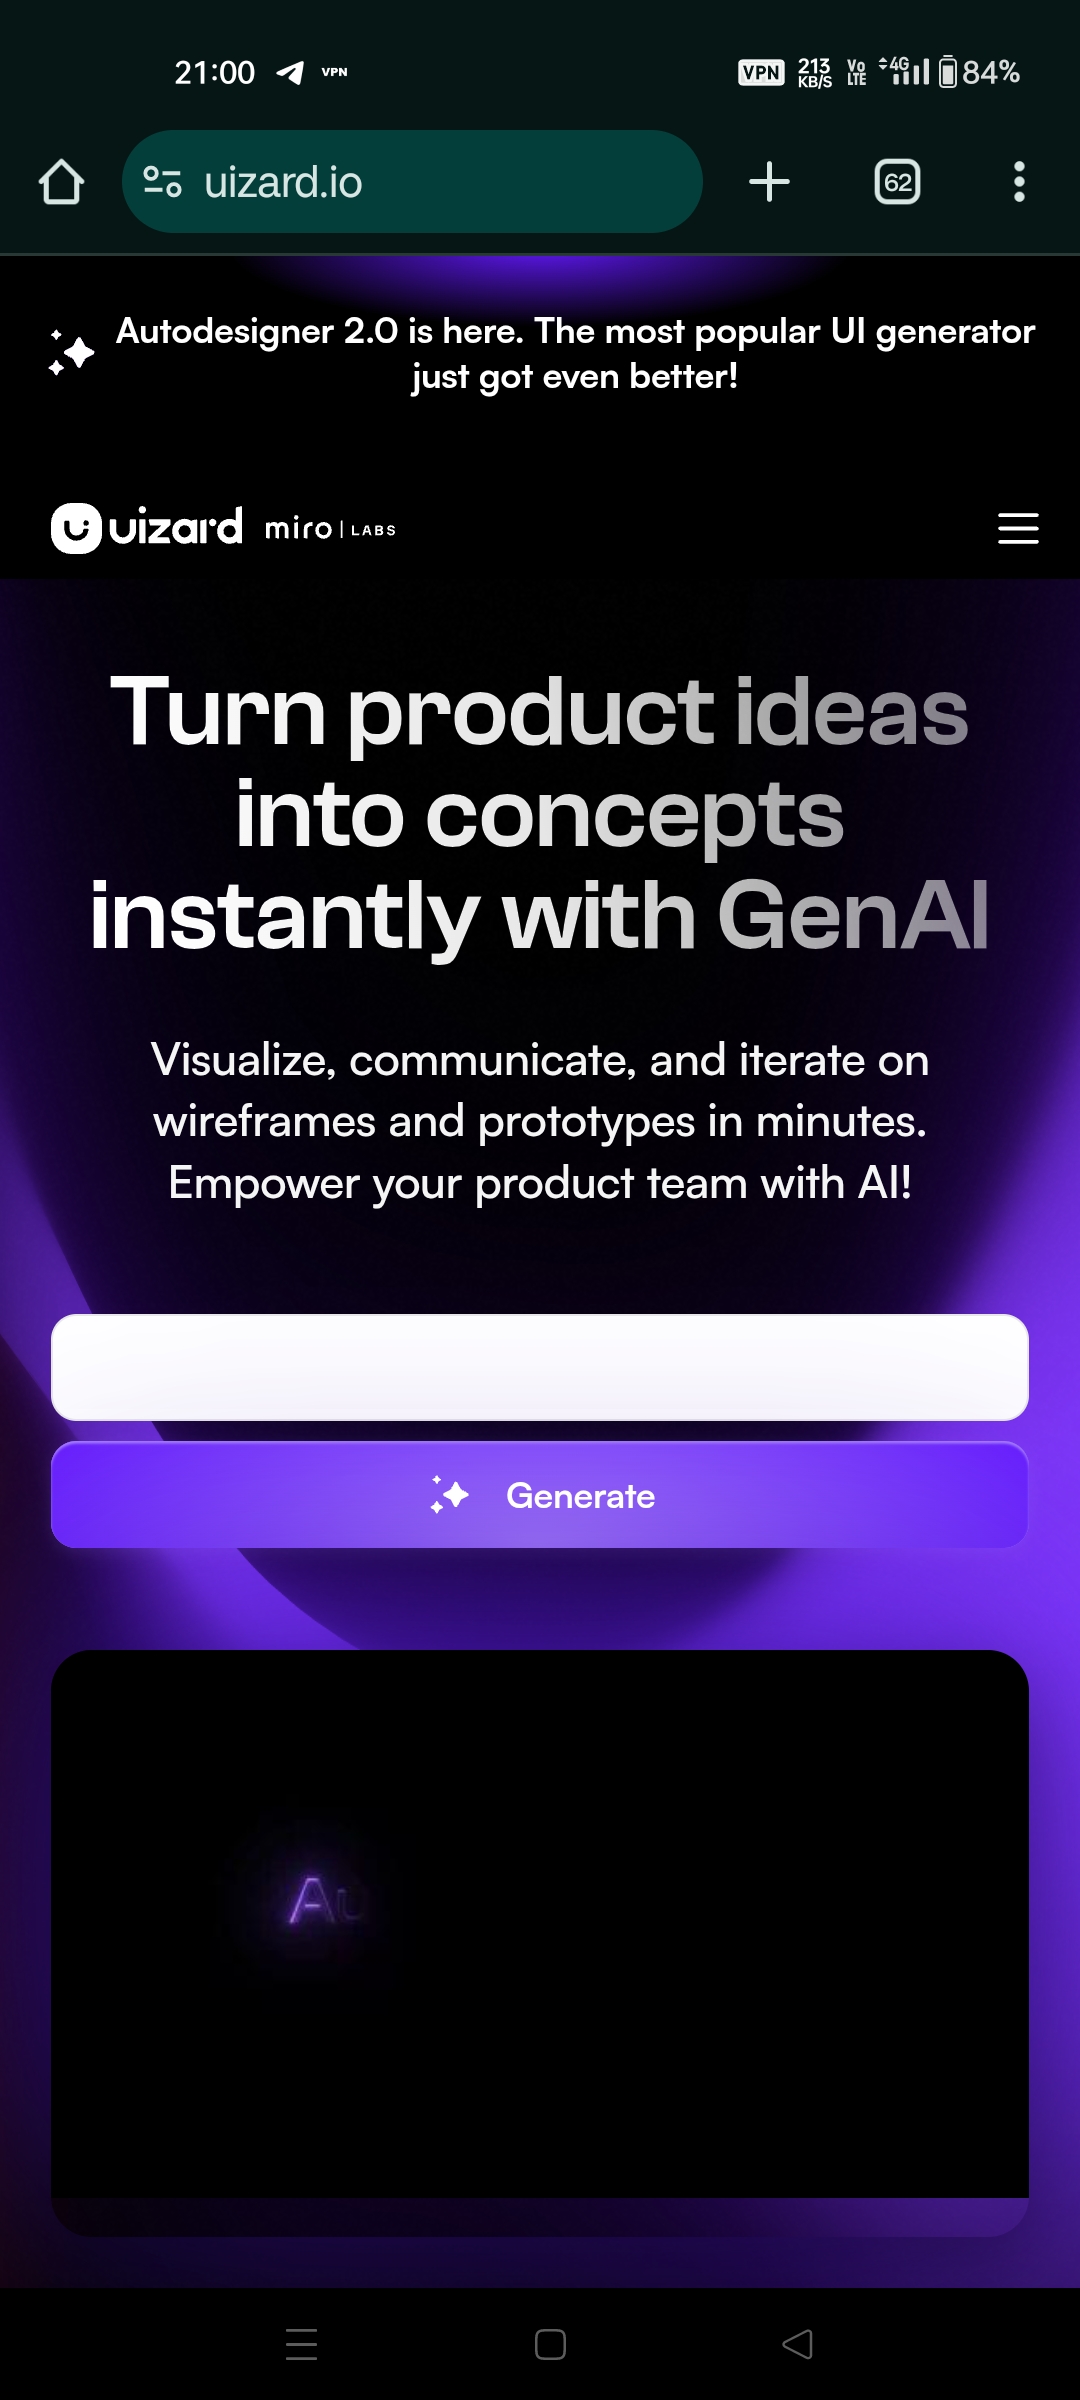 21:00 VPN VPN 213 KB/S Vo LTE 4G 84%
uizard.io 62
Autodesigner 2.0 is here. The most popular UI generator
just got even better!
uizard miro | LABS
Turn product ideas
into concepts
instantly with GenAI
Visualize, communicate, and iterate on
wireframes and prototypes in minutes.
Empower your product team with AI!
Generate
Au